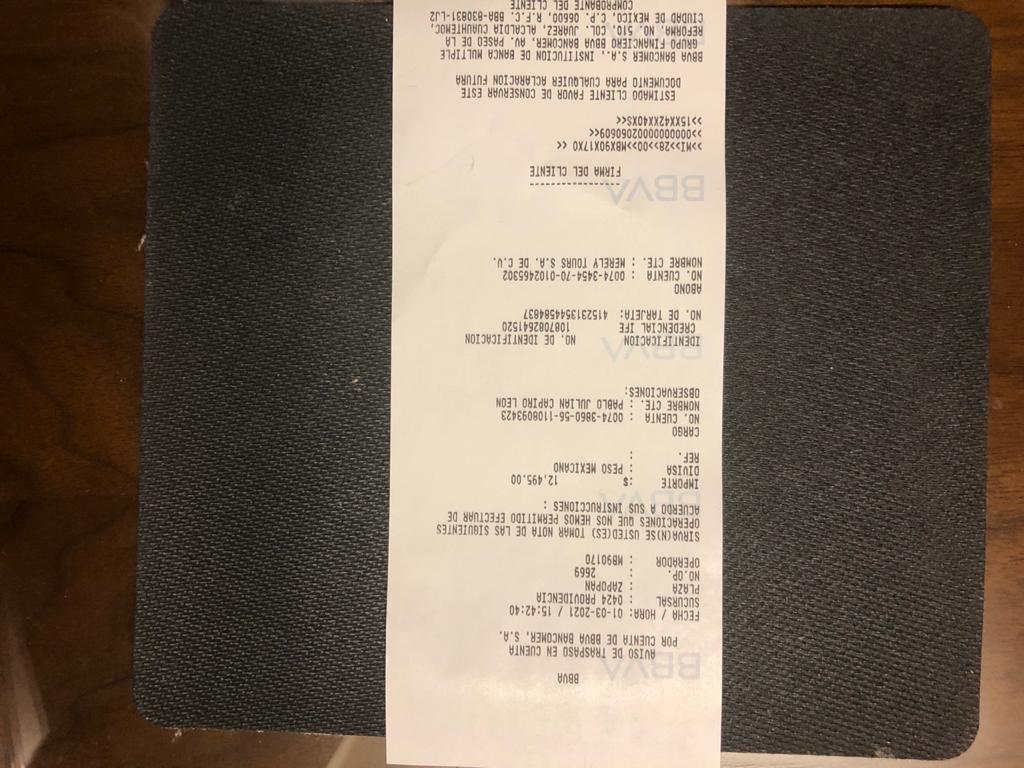 BBVA
AVISO DE TRASPASO EN CUENTA
POR CUENTA DE BBVA BANCOMER, S.A.
FECHA / HORA: 01-03-2021 / 15:42:40
SUCURSAL : 0424 PROVIDENCIA
PLAZA : ZAPOPAN
NO.OP. : 2669
OPERADOR : MB90170
SIRVA(N)SE USTED(ES) TOMAR NOTA DE LAS SIGUIENTES
OPERACIONES QUE NOS HEMOS PERMITIDO EFECTUAR DE
ACUERDO A SUS INSTRUCCIONES :
IMPORTE :$ 12,495.00
DIVISA : PESO MEXICANO
REF. :
CARGO
NO. CUENTA : 0074-3860-56-1108093423
NOMBRE CTE. : PABLO JULIAN CAPIRO LEON
OBSERVACIONES:
IDENTIFICACION NO. DE IDENTIFICACION
CREDENCIAL IFE 1087082641520
NO. DE TARJETA: 4152313544584837
ABONO
NO. CUENTA : 0074-3454-70-0102465302
NOMBRE CTE. : MERELY TOURS S.A. DE C.V.
BBVA
FIRMA DEL CLIENTE
>>MI>>28>>00>>MBX90X17X0 <<
>>0000000000002060609<<
>>15XX42XX40XS<<
ESTIMADO CLIENTE FAVOR DE CONSERVAR ESTE
DOCUMENTO PARA CUALQUIER ACLARACION FUTURA
BBVA BANCOMER S.A., INSTITUCION DE BANCA MULTIPLE
GRUPO FINANCIERO BBVA BANCOMER, AV. PASEO DE LA
REFORMA, NO. 510, COL. JUAREZ, ALCALDIA CUAUHTEMOC,
CIUDAD DE MEXICO, C.P. 06600, R.F.C. BBA-830831-LJ2
COMPROBANTE DEL CLIENTE